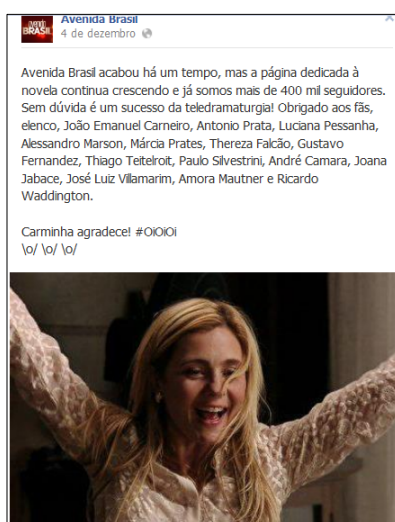 Avenida Brasil
avenida
BRASIL
4 de dezembro
Avenida Brasil acabou há um tempo, mas a página dedicada à
novela continua crescendo e já somos mais de 400 mil seguidores.
Sem dúvida é um sucesso da teledramaturgia! Obrigado aos fãs,
elenco, João Emanuel Carneiro, Antonio Prata, Luciana Pessanha,
Alessandro Marson, Márcia Prates, Thereza Falcão, Gustavo
Fernandez, Thiago Teitelroit, Paulo Silvestrini, André Camara, Joana
Jabace, José Luiz Villamarim, Amora Mautner e Ricardo
Waddington.
Carminha agradece! #OiOiOi
\o/ \o/ \o/